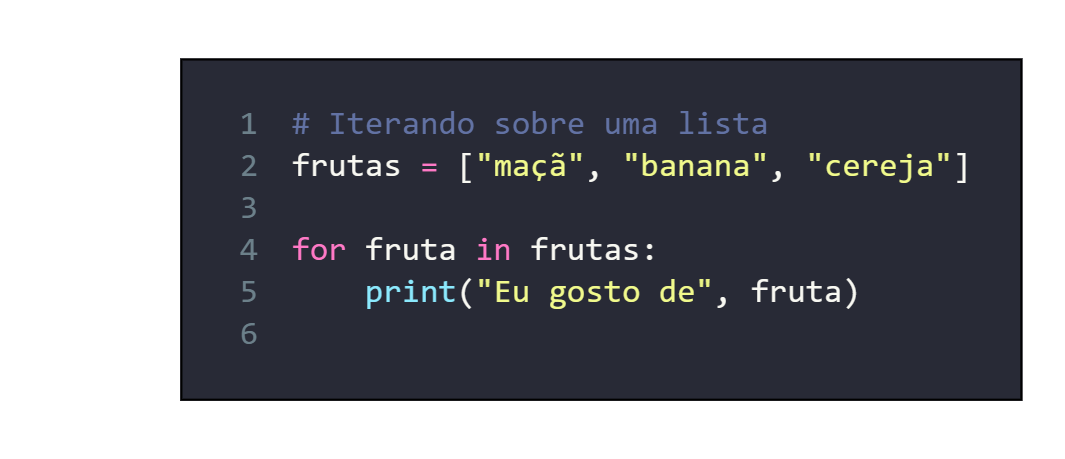 1 # Iterando sobre uma lista
2 frutas = ["maçã", "banana", "cereja"]
3
4 for fruta in frutas:
5     print("Eu gosto de", fruta)
6